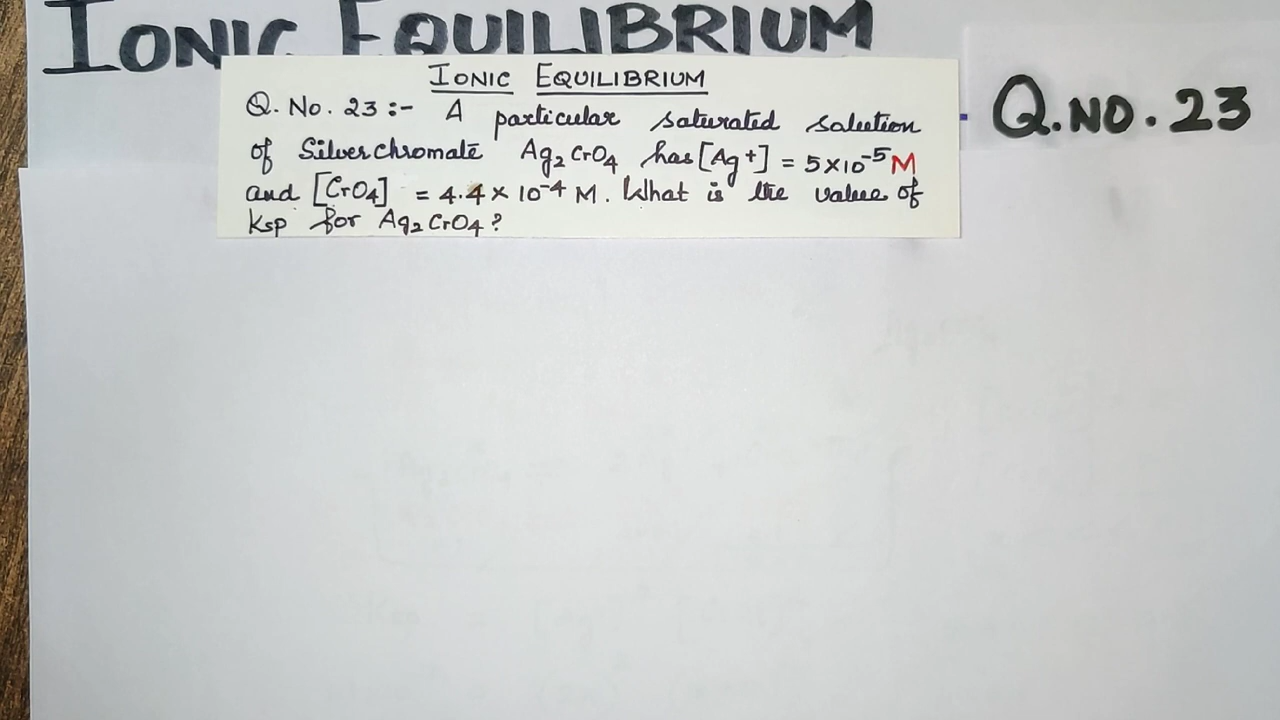 IONIC EQUILIBRIUM
Q.NO.23
IONIC EQUILIBRIUM
Q. No. 23 :- A particular saturated solution
of Silver chromate Ag2CrO4 has [Ag+] = 5×10-5 M
and [CrO4] = 4.4 × 10-4 M. What is the value of
Ksp for Ag2CrO4?